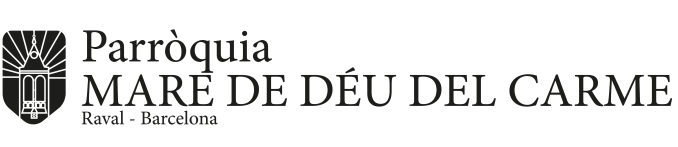 Parròquia
MARE DE DÉU DEL CARME
Raval - Barcelona